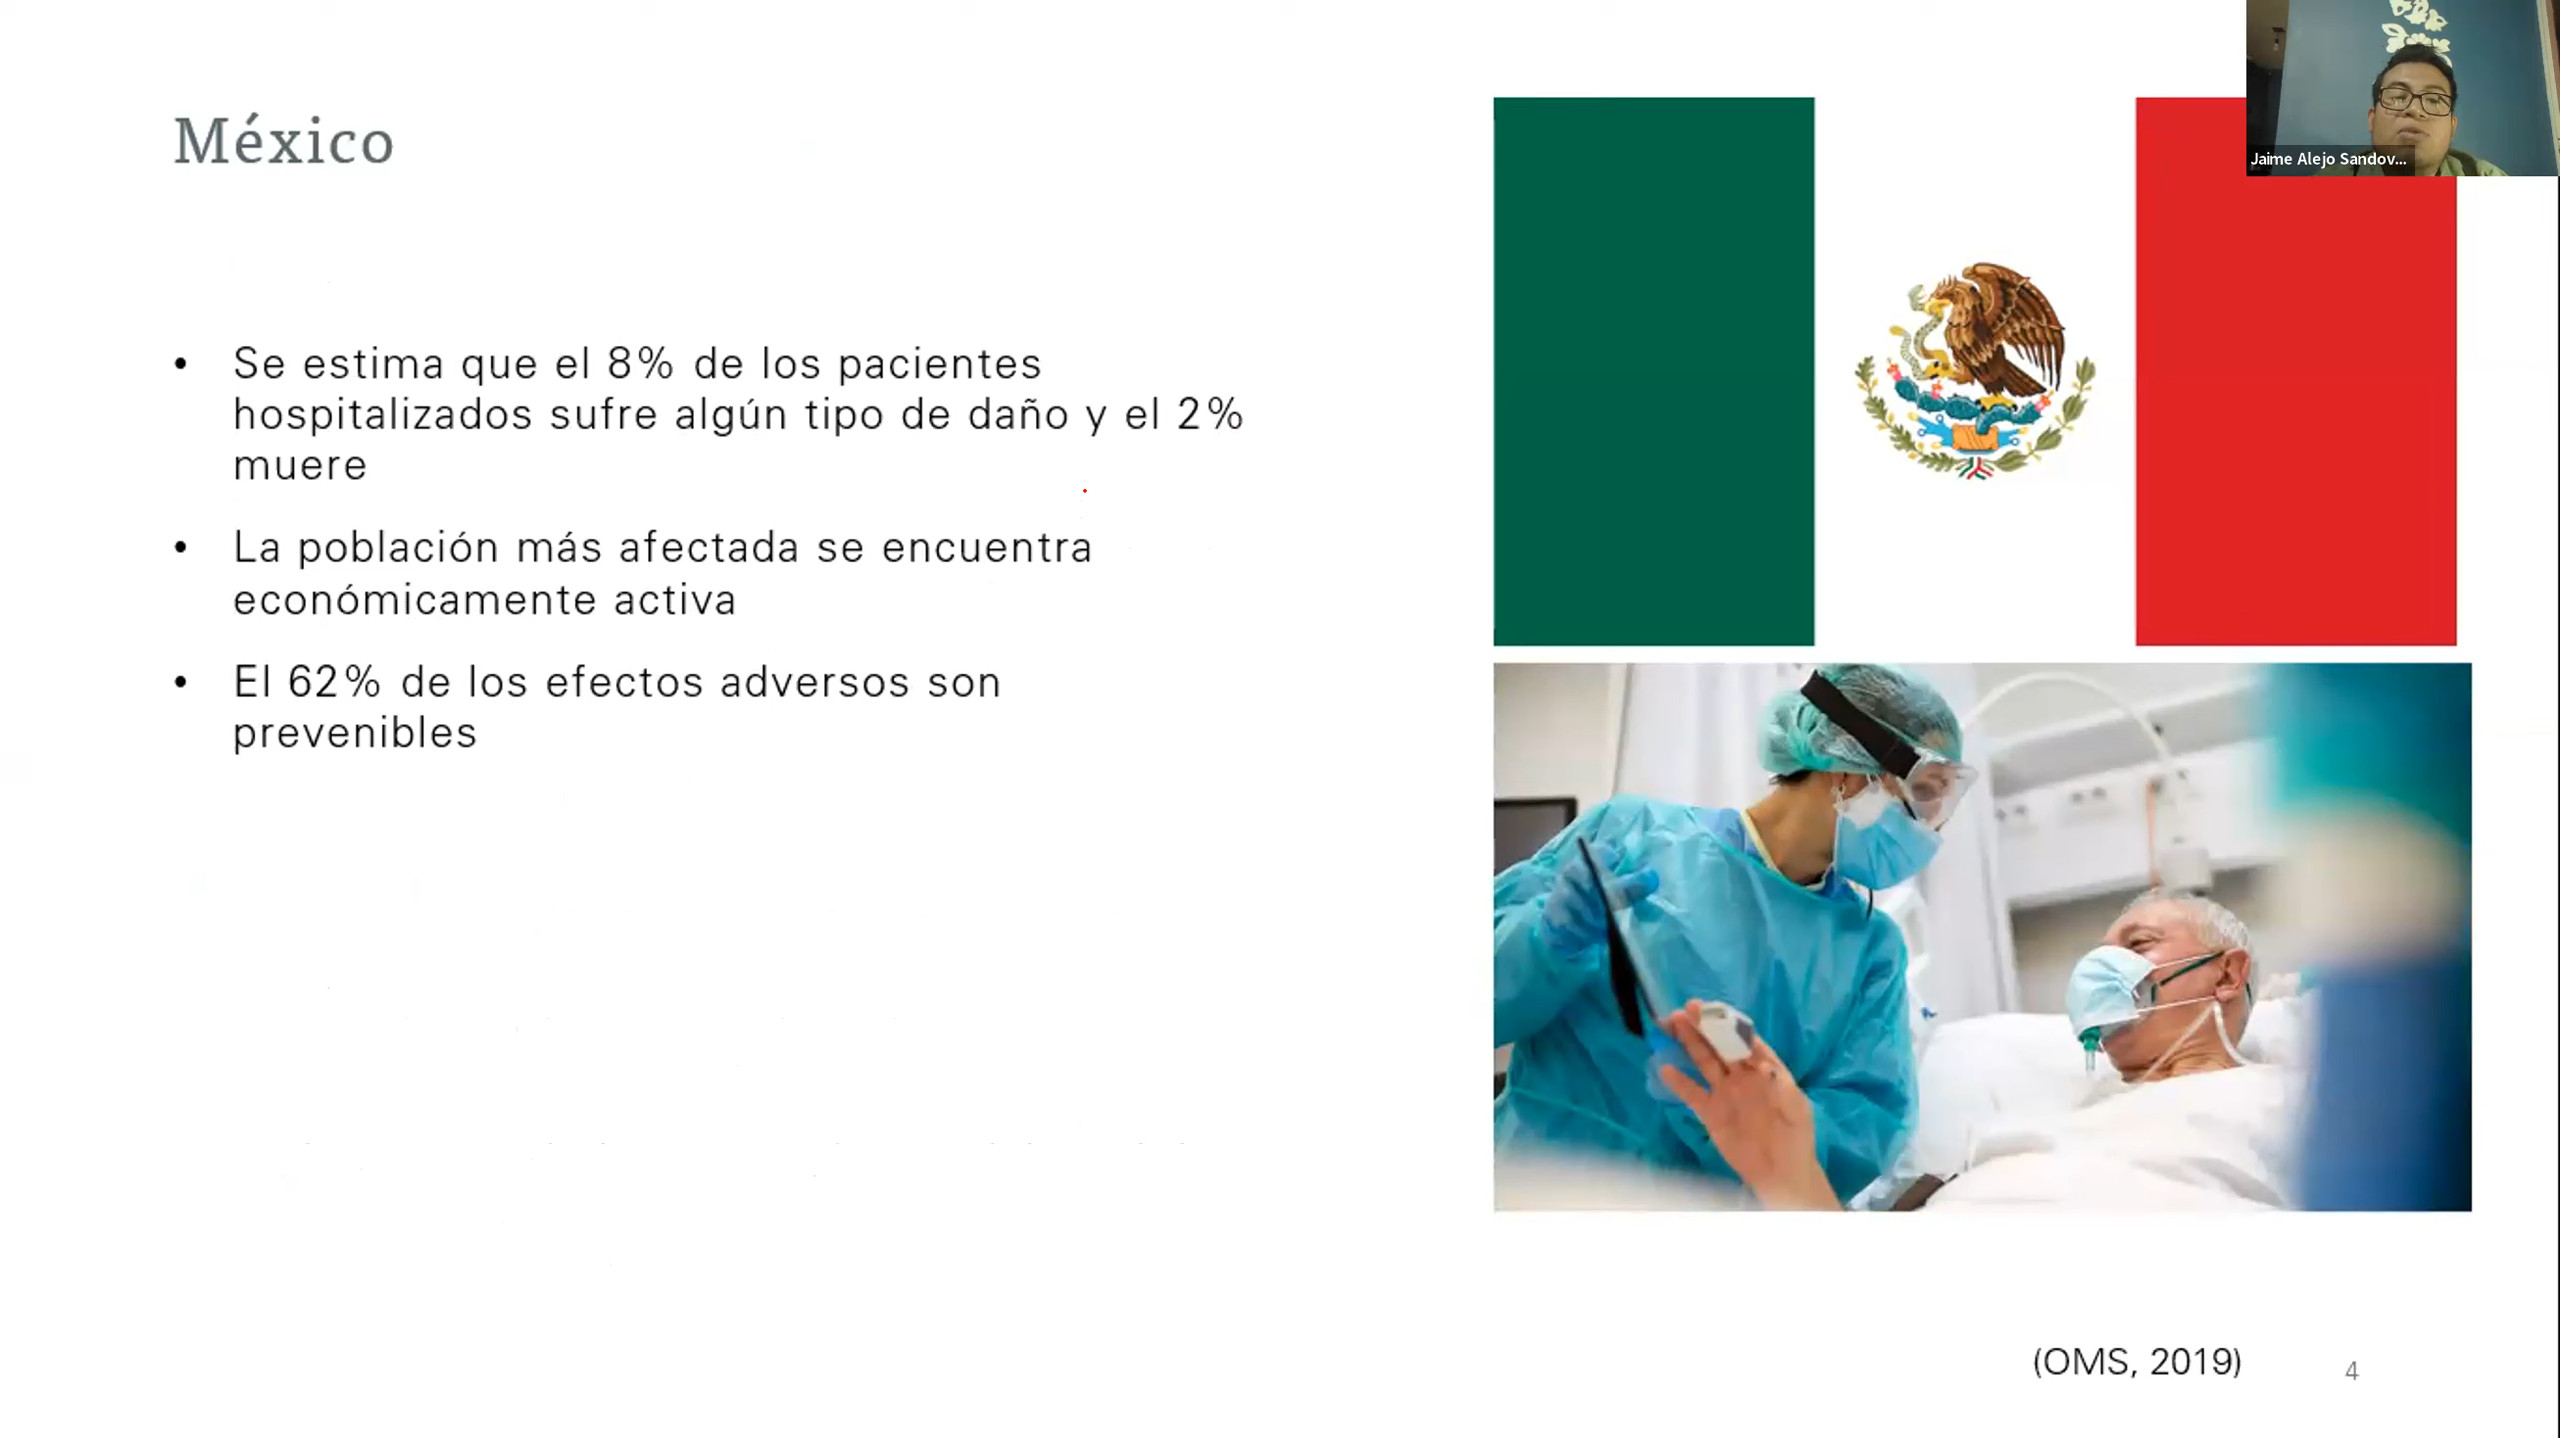 México
Jaime Alejo Sandov...
• Se estima que el 8% de los pacientes
hospitalizados sufre algún tipo de daño y el 2%
muere
• La población más afectada se encuentra
económicamente activa
• El 62% de los efectos adversos son
prevenibles
(OMS, 2019)
4